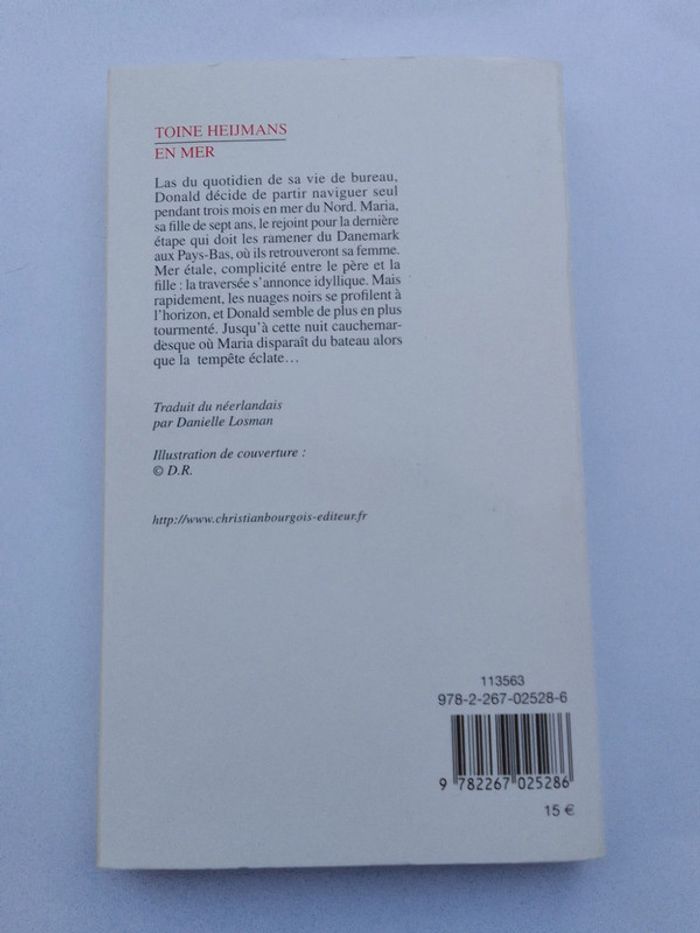 TOINE HEIJMANS
EN MER
Las du quotidien de sa vie de bureau,
Donald décide de partir naviguer seul
pendant trois mois en mer du Nord. Maria,
sa fille de sept ans, le rejoint pour la dernière
étape qui doit les ramener du Danemark
aux Pays-Bas, où ils retrouveront sa femme.
Mer étale, complicité entre le père et la
fille : la traversée s'annonce idyllique. Mais
rapidement, les nuages noirs se profilent à
l'horizon, et Donald semble de plus en plus
tourmenté. Jusqu'à cette nuit cauchemar-
desque où Maria disparaît du bateau alors
que la tempête éclate…
Traduit du néerlandais
par Danielle Losman
Illustration de couverture :
© D.R.
http://www.christianbourgois-editeur.fr
113563
978-2-267-02528-6
9 782267 025286
15 €